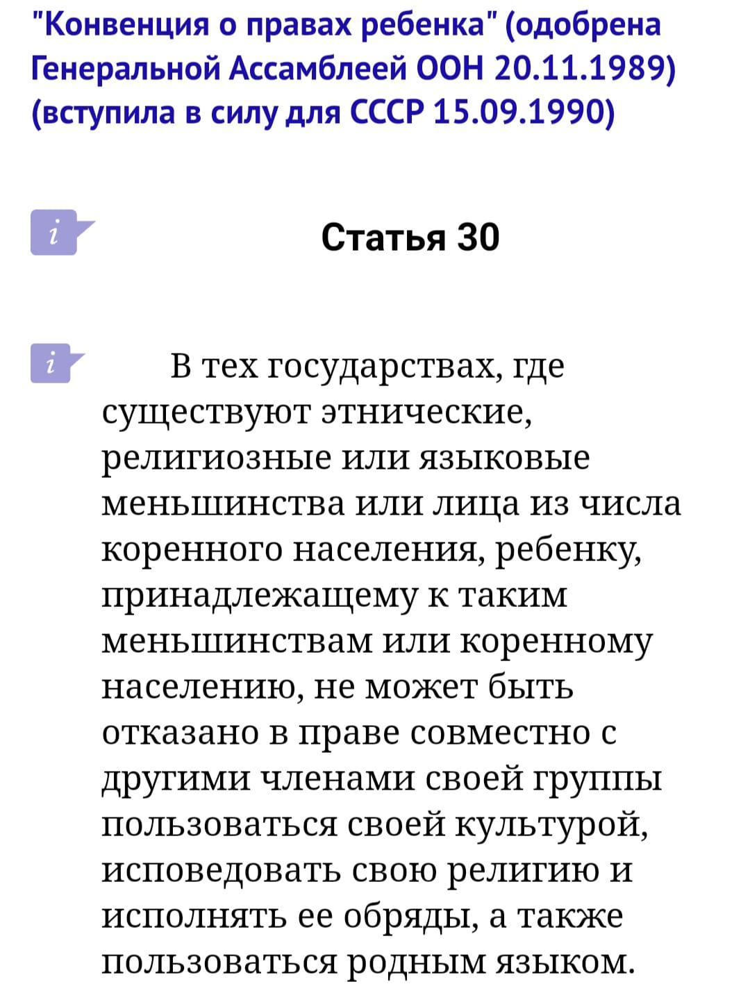 "Конвенция о правах ребенка" (одобрена
Генеральной Ассамблеей ООН 20.11.1989)
(вступила в силу для СССР 15.09.1990)
i
Статья 30
i
В тех государствах, где
существуют этнические,
религиозные или языковые
меньшинства или лица из числа
коренного населения, ребенку,
принадлежащему к таким
меньшинствам или коренному
населению, не может быть
отказано в праве совместно с
другими членами своей группы
пользоваться своей культурой,
исповедовать свою религию и
исполнять ее обряды, а также
пользоваться родным языком.